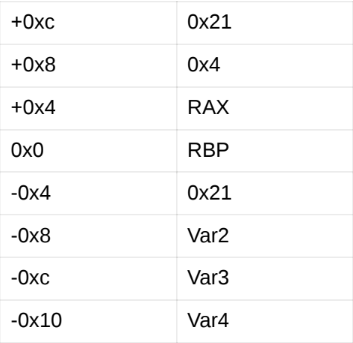 +0xc 0x21
+0x8 0x4
+0x4 RAX
0x0 RBP
-0x4 0x21
-0x8 Var2
-0xc Var3
-0x10 Var4